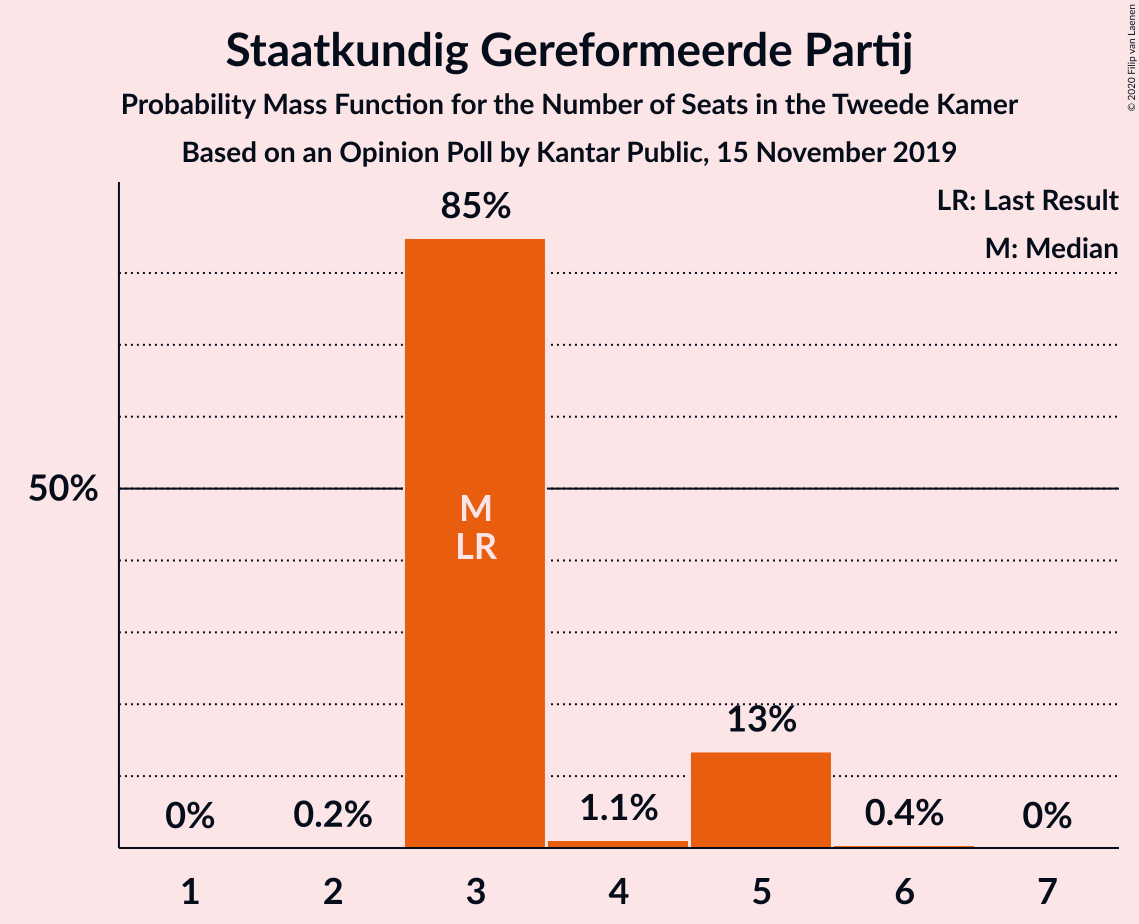 Staatkundig Gereformeerde Partij
Probability Mass Function for the Number of Seats in the Tweede Kamer
Based on an Opinion Poll by Kantar Public, 15 November 2019
© 2020 Filip van Laenen
LR: Last Result
M: Median
85%
50%
M
LR
13%
0%
0.2%
1.1%
0.4%
0%
1 2 3 4 5 6 7